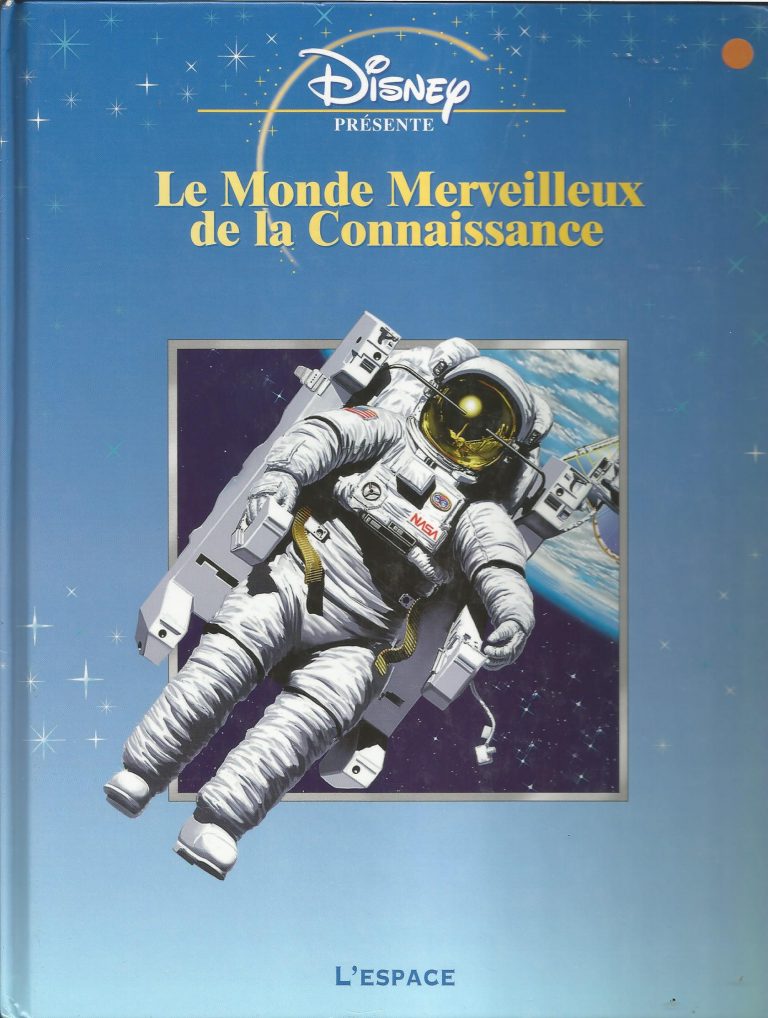 Disney
PRÉSENTE
Le Monde Merveilleux
de la Connaissance
NASA
L'ESPACE